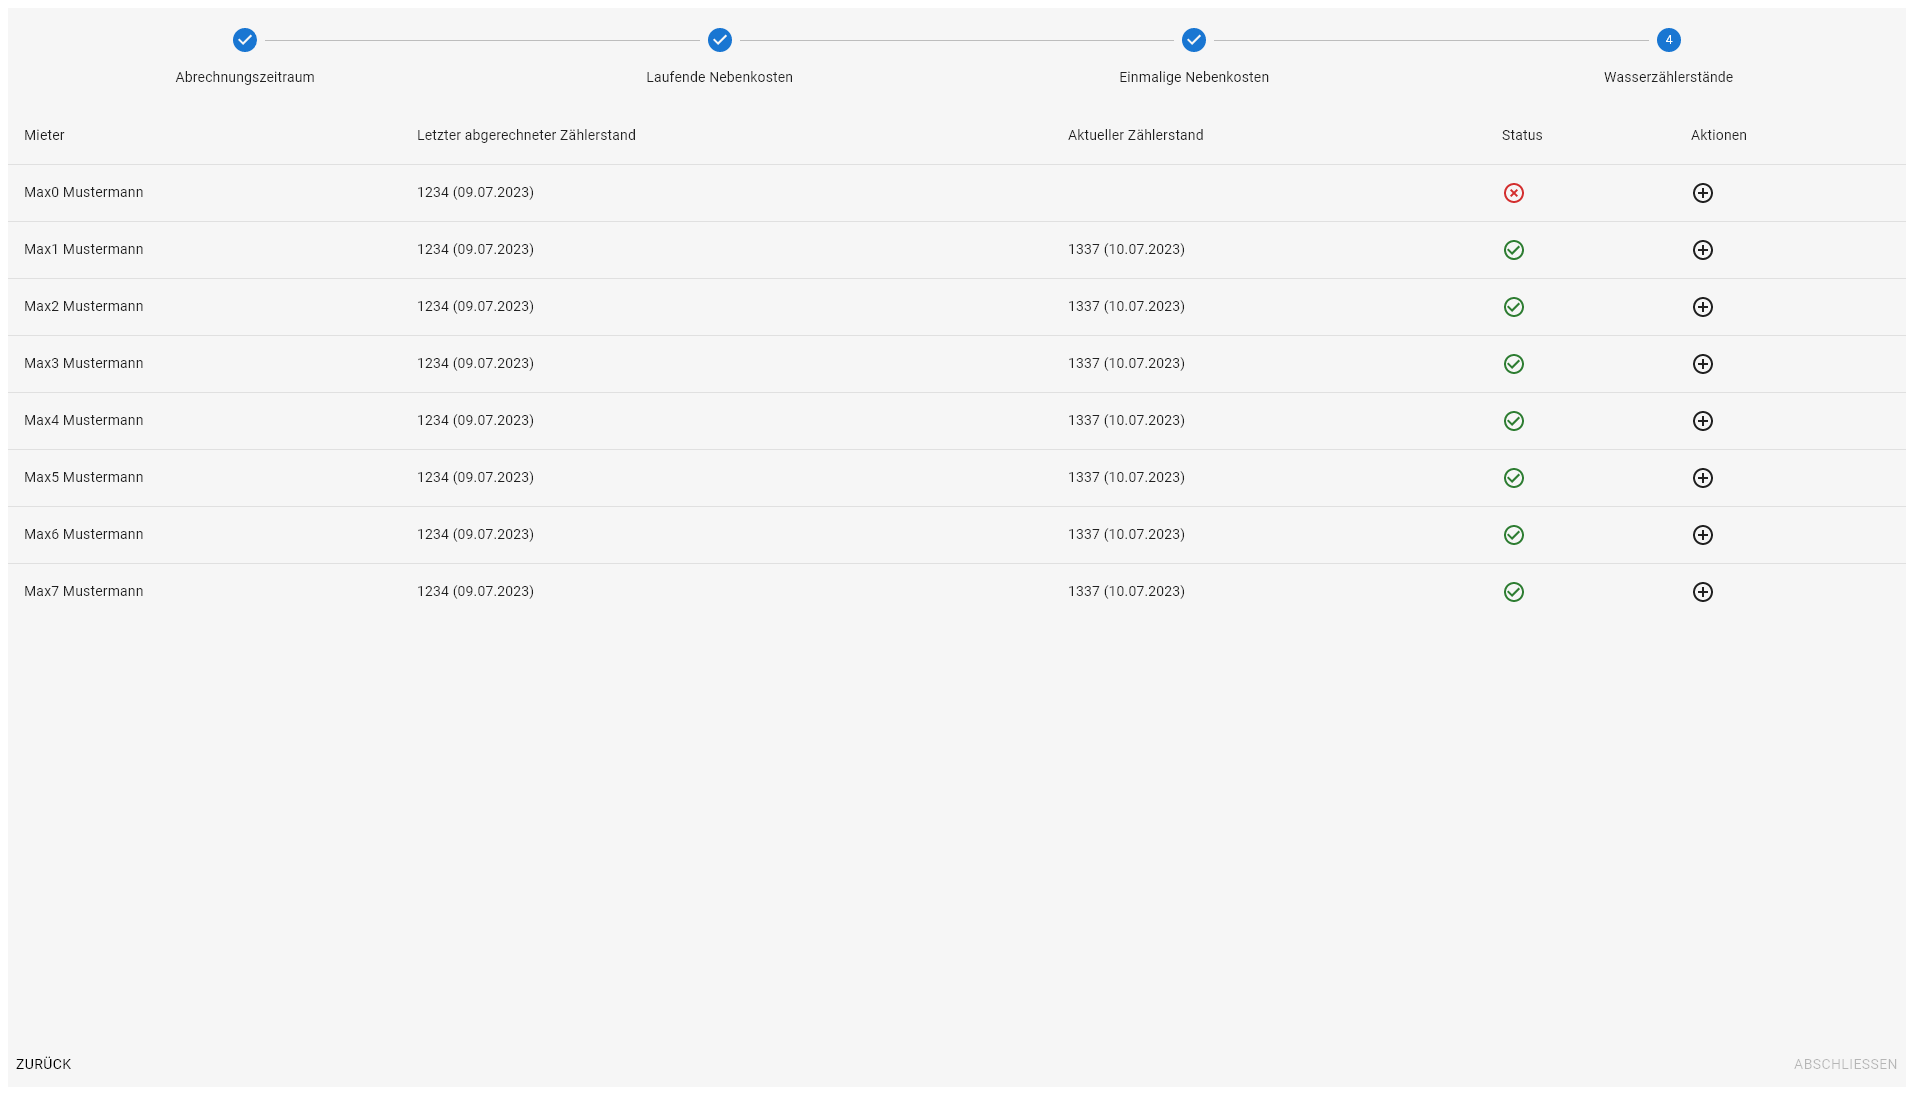 4
Abrechnungszeitraum Laufende Nebenkosten Einmalige Nebenkosten Wasserzählerstände
Mieter Letzter abgerechneter Zählerstand Aktueller Zählerstand Status Aktionen
Max0 Mustermann 1234 (09.07.2023)
Max1 Mustermann 1234 (09.07.2023) 1337 (10.07.2023)
Max2 Mustermann 1234 (09.07.2023) 1337 (10.07.2023)
Max3 Mustermann 1234 (09.07.2023) 1337 (10.07.2023)
Max4 Mustermann 1234 (09.07.2023) 1337 (10.07.2023)
Max5 Mustermann 1234 (09.07.2023) 1337 (10.07.2023)
Max6 Mustermann 1234 (09.07.2023) 1337 (10.07.2023)
Max7 Mustermann 1234 (09.07.2023) 1337 (10.07.2023)
ZURÜCK ABSCHLIESSEN